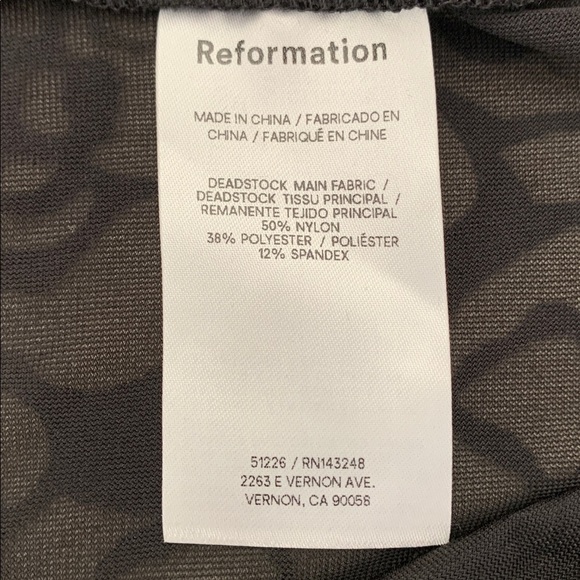 Reformation
MADE IN CHINA / FABRICADO EN
CHINA / FABRIQUÉ EN CHINE
DEADSTOCK MAIN FABRIC /
DEADSTOCK TISSU PRINCIPAL /
REMANENTE TEJIDO PRINCIPAL
50% NYLON
38% POLYESTER / POLIÉSTER
12% SPANDEX
51226 / RN143248
2263 E VERNON AVE.
VERNON, CA 90058